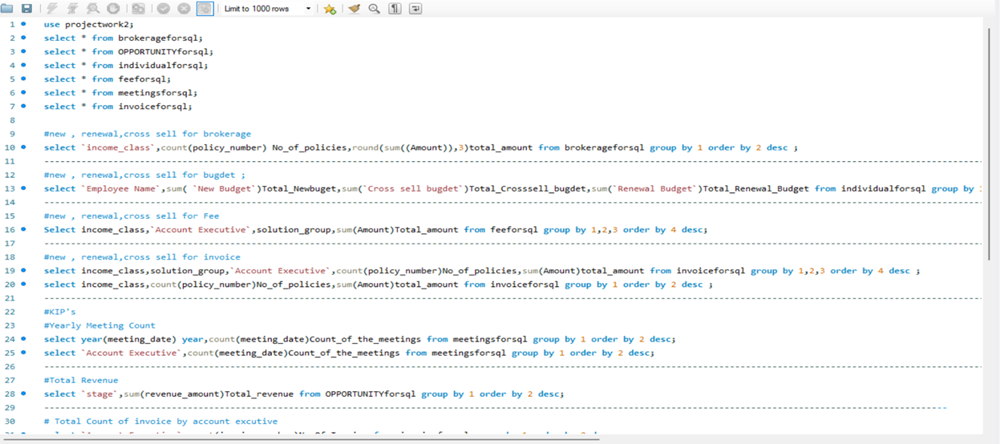 Limit to 1000 rows
1 use projectwork2;
2 select * from brokerageforsql;
3 select * from OPPORTUNITYforsql;
4 select * from individualforsql;
5 select * from feeforsql;
6 select * from meetingsforsql;
7 select * from invoiceforsql;
8
9 #new , renewal,cross sell for brokerage
10 select `income_class`,count(policy_number) No_of_policies,round(sum((Amount)),3)total_amount from brokerageforsql group by 1 order by 2 desc ;
11 ------------------------------------------------------------------------------------------------------------------------------------------------------------------------------------
12 #new , renewal,cross sell for bugdet ;
13 select `Employee Name`,sum( `New Budget`)Total_Newbuget,sum(`Cross sell bugdet`)Total_Crosssell_bugdet,sum(`Renewal Budget`)Total_Renewal_Budget from individualforsql group by
14 ------------------------------------------------------------------------------------------------------------------------------------------------------------------------------------
15 #new , renewal,cross sell for Fee
16 Select income_class,`Account Executive`,solution_group,sum(Amount)Total_amount from feeforsql group by 1,2,3 order by 4 desc;
17 ------------------------------------------------------------------------------------------------------------------------------------------------------------------------------------
18 #new , renewal,cross sell for invoice
19 select income_class,solution_group,`Account Executive`,count(policy_number)No_of_policies,sum(Amount)total_amount from invoiceforsql group by 1,2,3 order by 4 desc ;
20 select income_class,count(policy_number)No_of_policies,sum(Amount)total_amount from invoiceforsql group by 1 order by 2 desc ;
21 ------------------------------------------------------------------------------------------------------------------------------------------------------------------------------------
22 #KIP's
23 #Yearly Meeting Count
24 select year(meeting_date) year,count(meeting_date)Count_of_the_meetings from meetingsforsql group by 1 order by 2 desc;
25 select `Account Executive`,count(meeting_date)Count_of_the_meetings from meetingsforsql group by 1 order by 2 desc;
26 ------------------------------------------------------------------------------------------------------------------------------------------------------------------------------------
27 #Total Revenue
28 select `stage`,sum(revenue_amount)Total_revenue from OPPORTUNITYforsql group by 1 order by 2 desc;
29 -----------------------------------------------------------------------------------------------------------------------------------------------------------------------------
30 # Total Count of invoice by account excutive